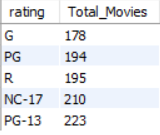 rating Total_Movies
G 178
PG 194
R 195
NC-17 210
PG-13 223